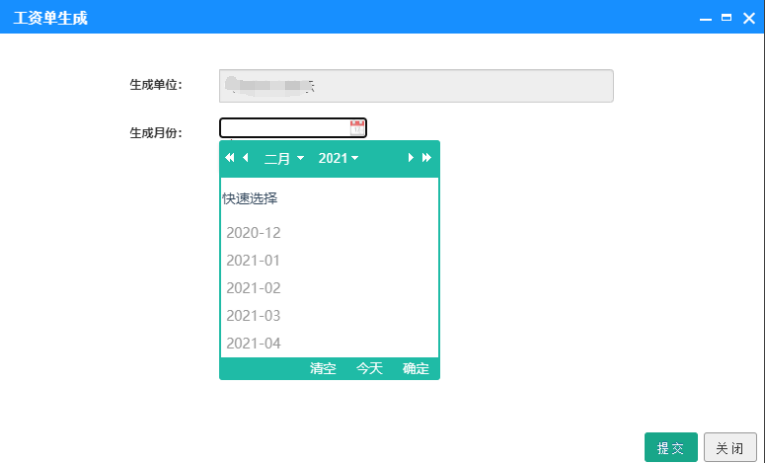 工资单生成
生成单位:
生成月份:
二月 2021
快速选择
2020-12
2021-01
2021-02
2021-03
2021-04
清空 今天 确定
提交 关闭